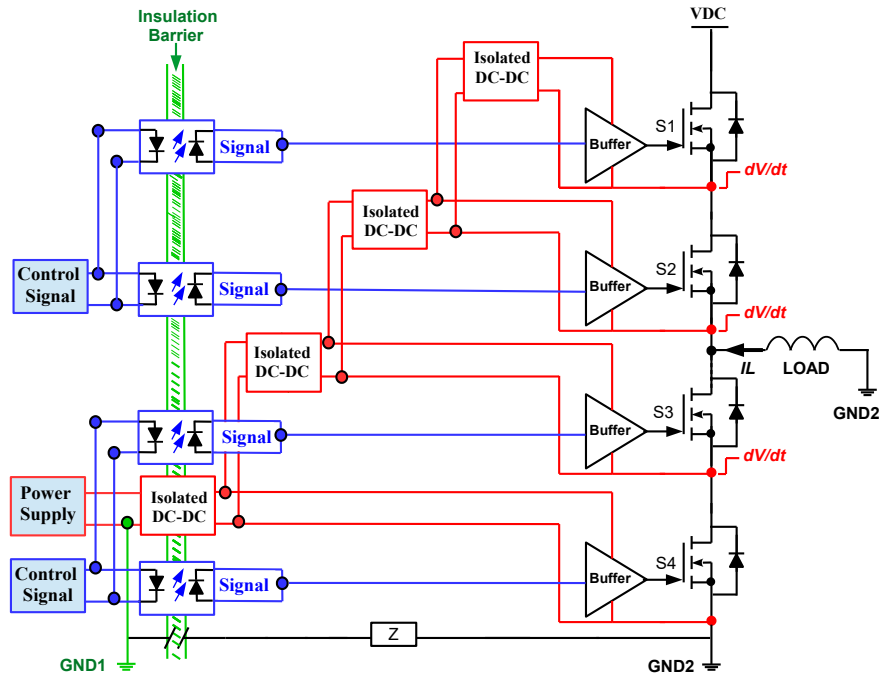 Insulation
Barrier
VDC
Isolated
DC-DC
S1
Signal
Buffer
dV/dt
Isolated
DC-DC
S2
Control
Signal
Signal
Buffer
dV/dt
Isolated
DC-DC
IL
LOAD
GND2
S3
Signal
Buffer
dV/dt
Power
Supply
Isolated
DC-DC
S4
Control
Signal
Signal
Buffer
Z
GND1
GND2